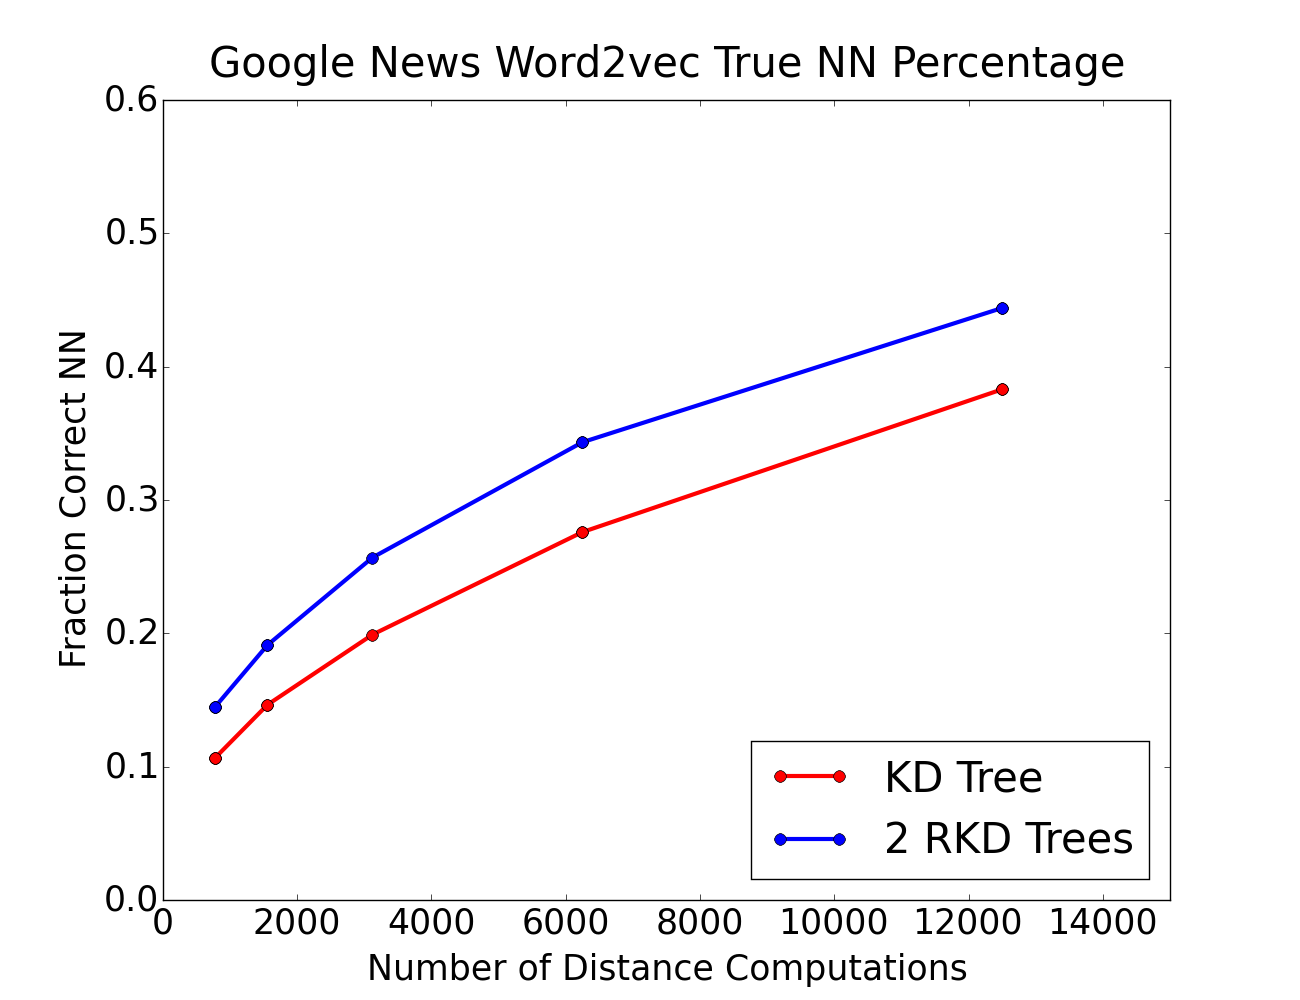 Google News Word2vec True NN Percentage
0.6
0.5
0.4
0.3
0.2
0.1
0.0
Fraction Correct NN
KD Tree
2 RKD Trees
0 2000 4000 6000 8000 10000 12000 14000
Number of Distance Computations